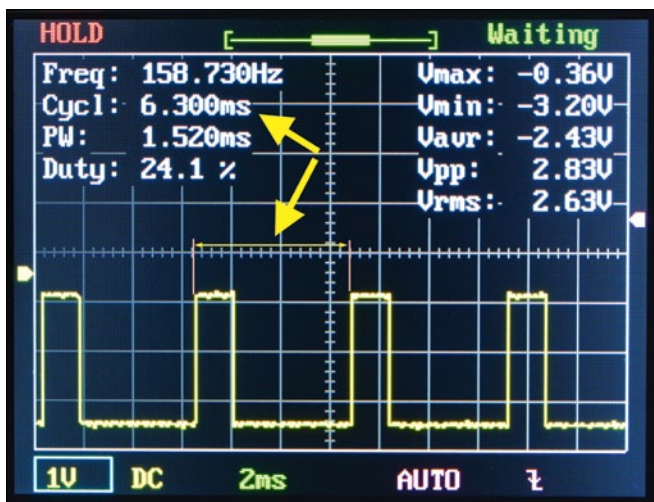 HOLD Waiting
Freq: 158.730Hz Vmax: -0.36V
Cycl: 6.300ms Vmin: -3.20V
PW: 1.520ms Vavr: -2.43V
Duty: 24.1 % Vpp: 2.83V
Vrms: 2.63V
1V DC 2ms AUTO